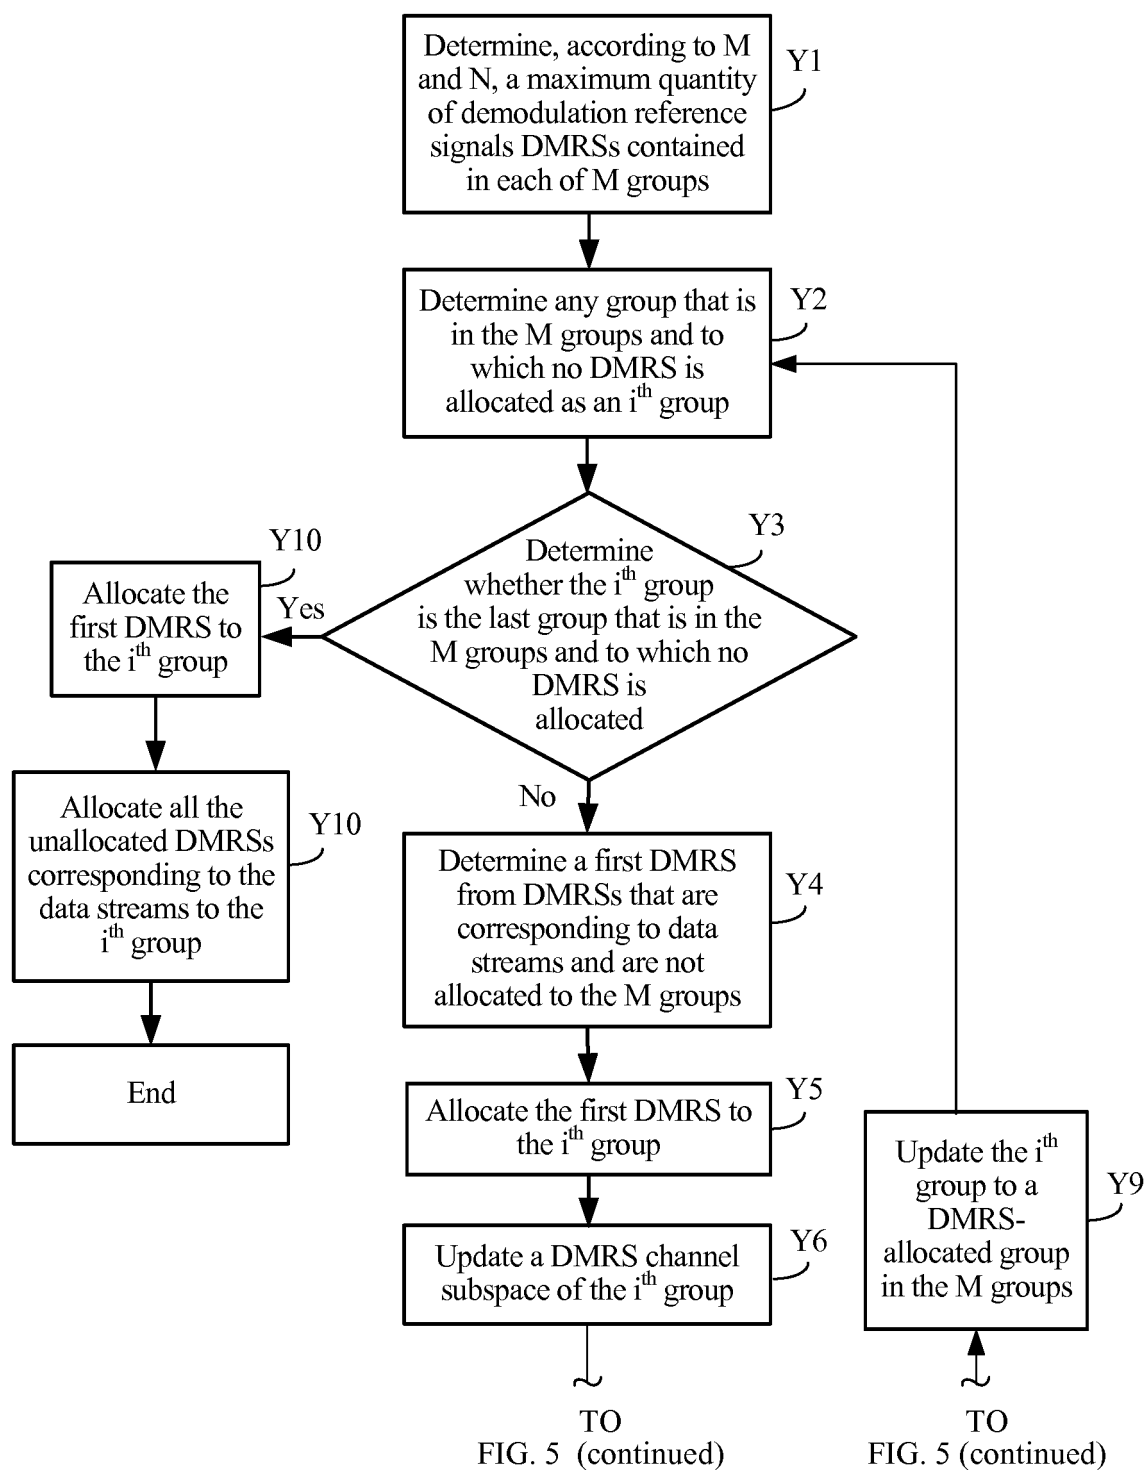 Determine, according to M
and N, a maximum quantity
of demodulation reference
signals DMRSs contained
in each of M groups
Y1
Determine any group that is
in the M groups and to
which no DMRS is
allocated as an ith group
Y2
Determine
whether the ith group
is the last group that is in the
M groups and to which no
DMRS is
allocated
Y3
Yes
Y10
Allocate the
first DMRS to
the ith group
Allocate all the
unallocated DMRSs
corresponding to the
data streams to the
ith group
Y10
End
No
Determine a first DMRS
from DMRSs that are
corresponding to data
streams and are not
allocated to the M groups
Y4
Allocate the first DMRS to
the ith group
Y5
Update a DMRS channel
subspace of the ith group
Y6
Update the ith
group to a
DMRS-
allocated group
in the M groups
Y9
TO
FIG. 5 (continued)
TO
FIG. 5 (continued)